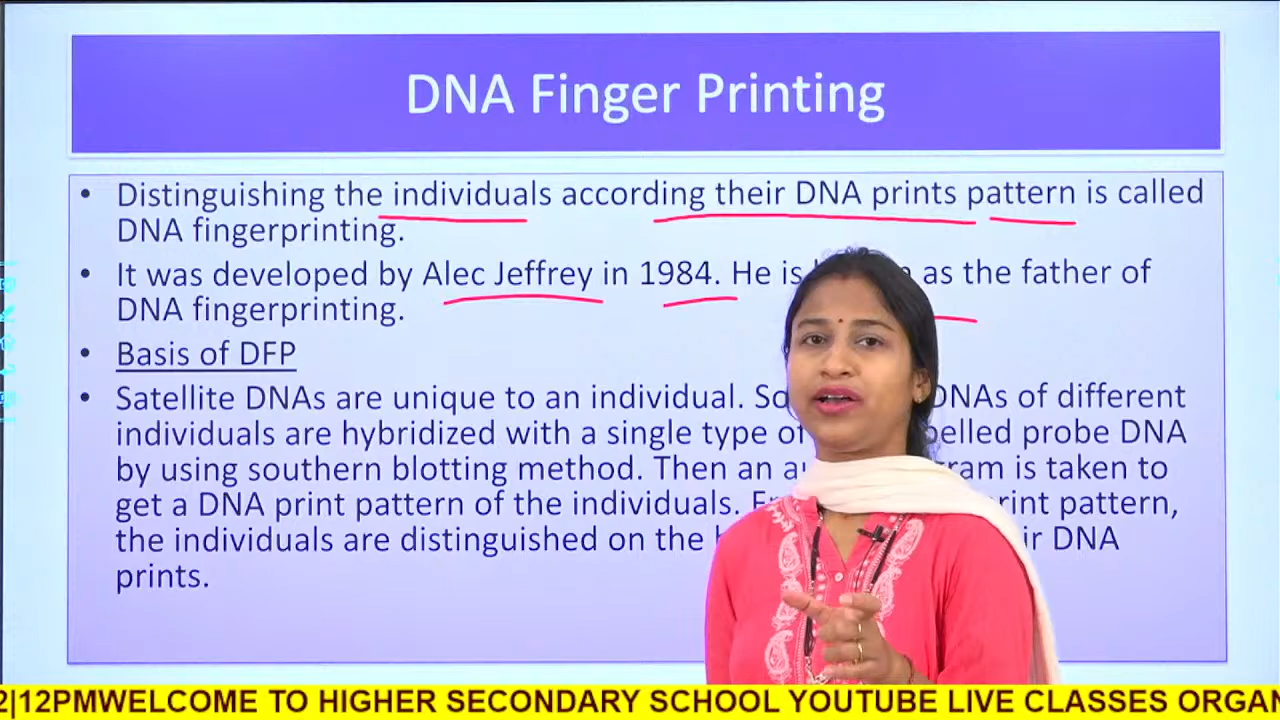 DNA Finger Printing
• Distinguishing the individuals according their DNA prints pattern is called
DNA fingerprinting.
• It was developed by Alec Jeffrey in 1984. He is as the father of
DNA fingerprinting.
• Basis of DFP
• Satellite DNAs are unique to an individual. So DNAs of different
individuals are hybridized with a single type of probe DNA
by using southern blotting method. Then an is taken to
get a DNA print pattern of the individuals. print pattern,
the individuals are distinguished on the DNA
prints.
2|12PMWELCOME TO HIGHER SECONDARY SCHOOL YOUTUBE LIVE CLASSES ORGAN